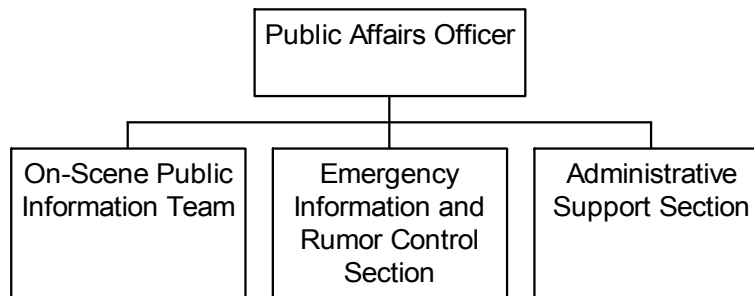 Public Affairs Officer
On-Scene Public
Information Team
Emergency
Information and
Rumor Control
Section
Administrative
Support Section